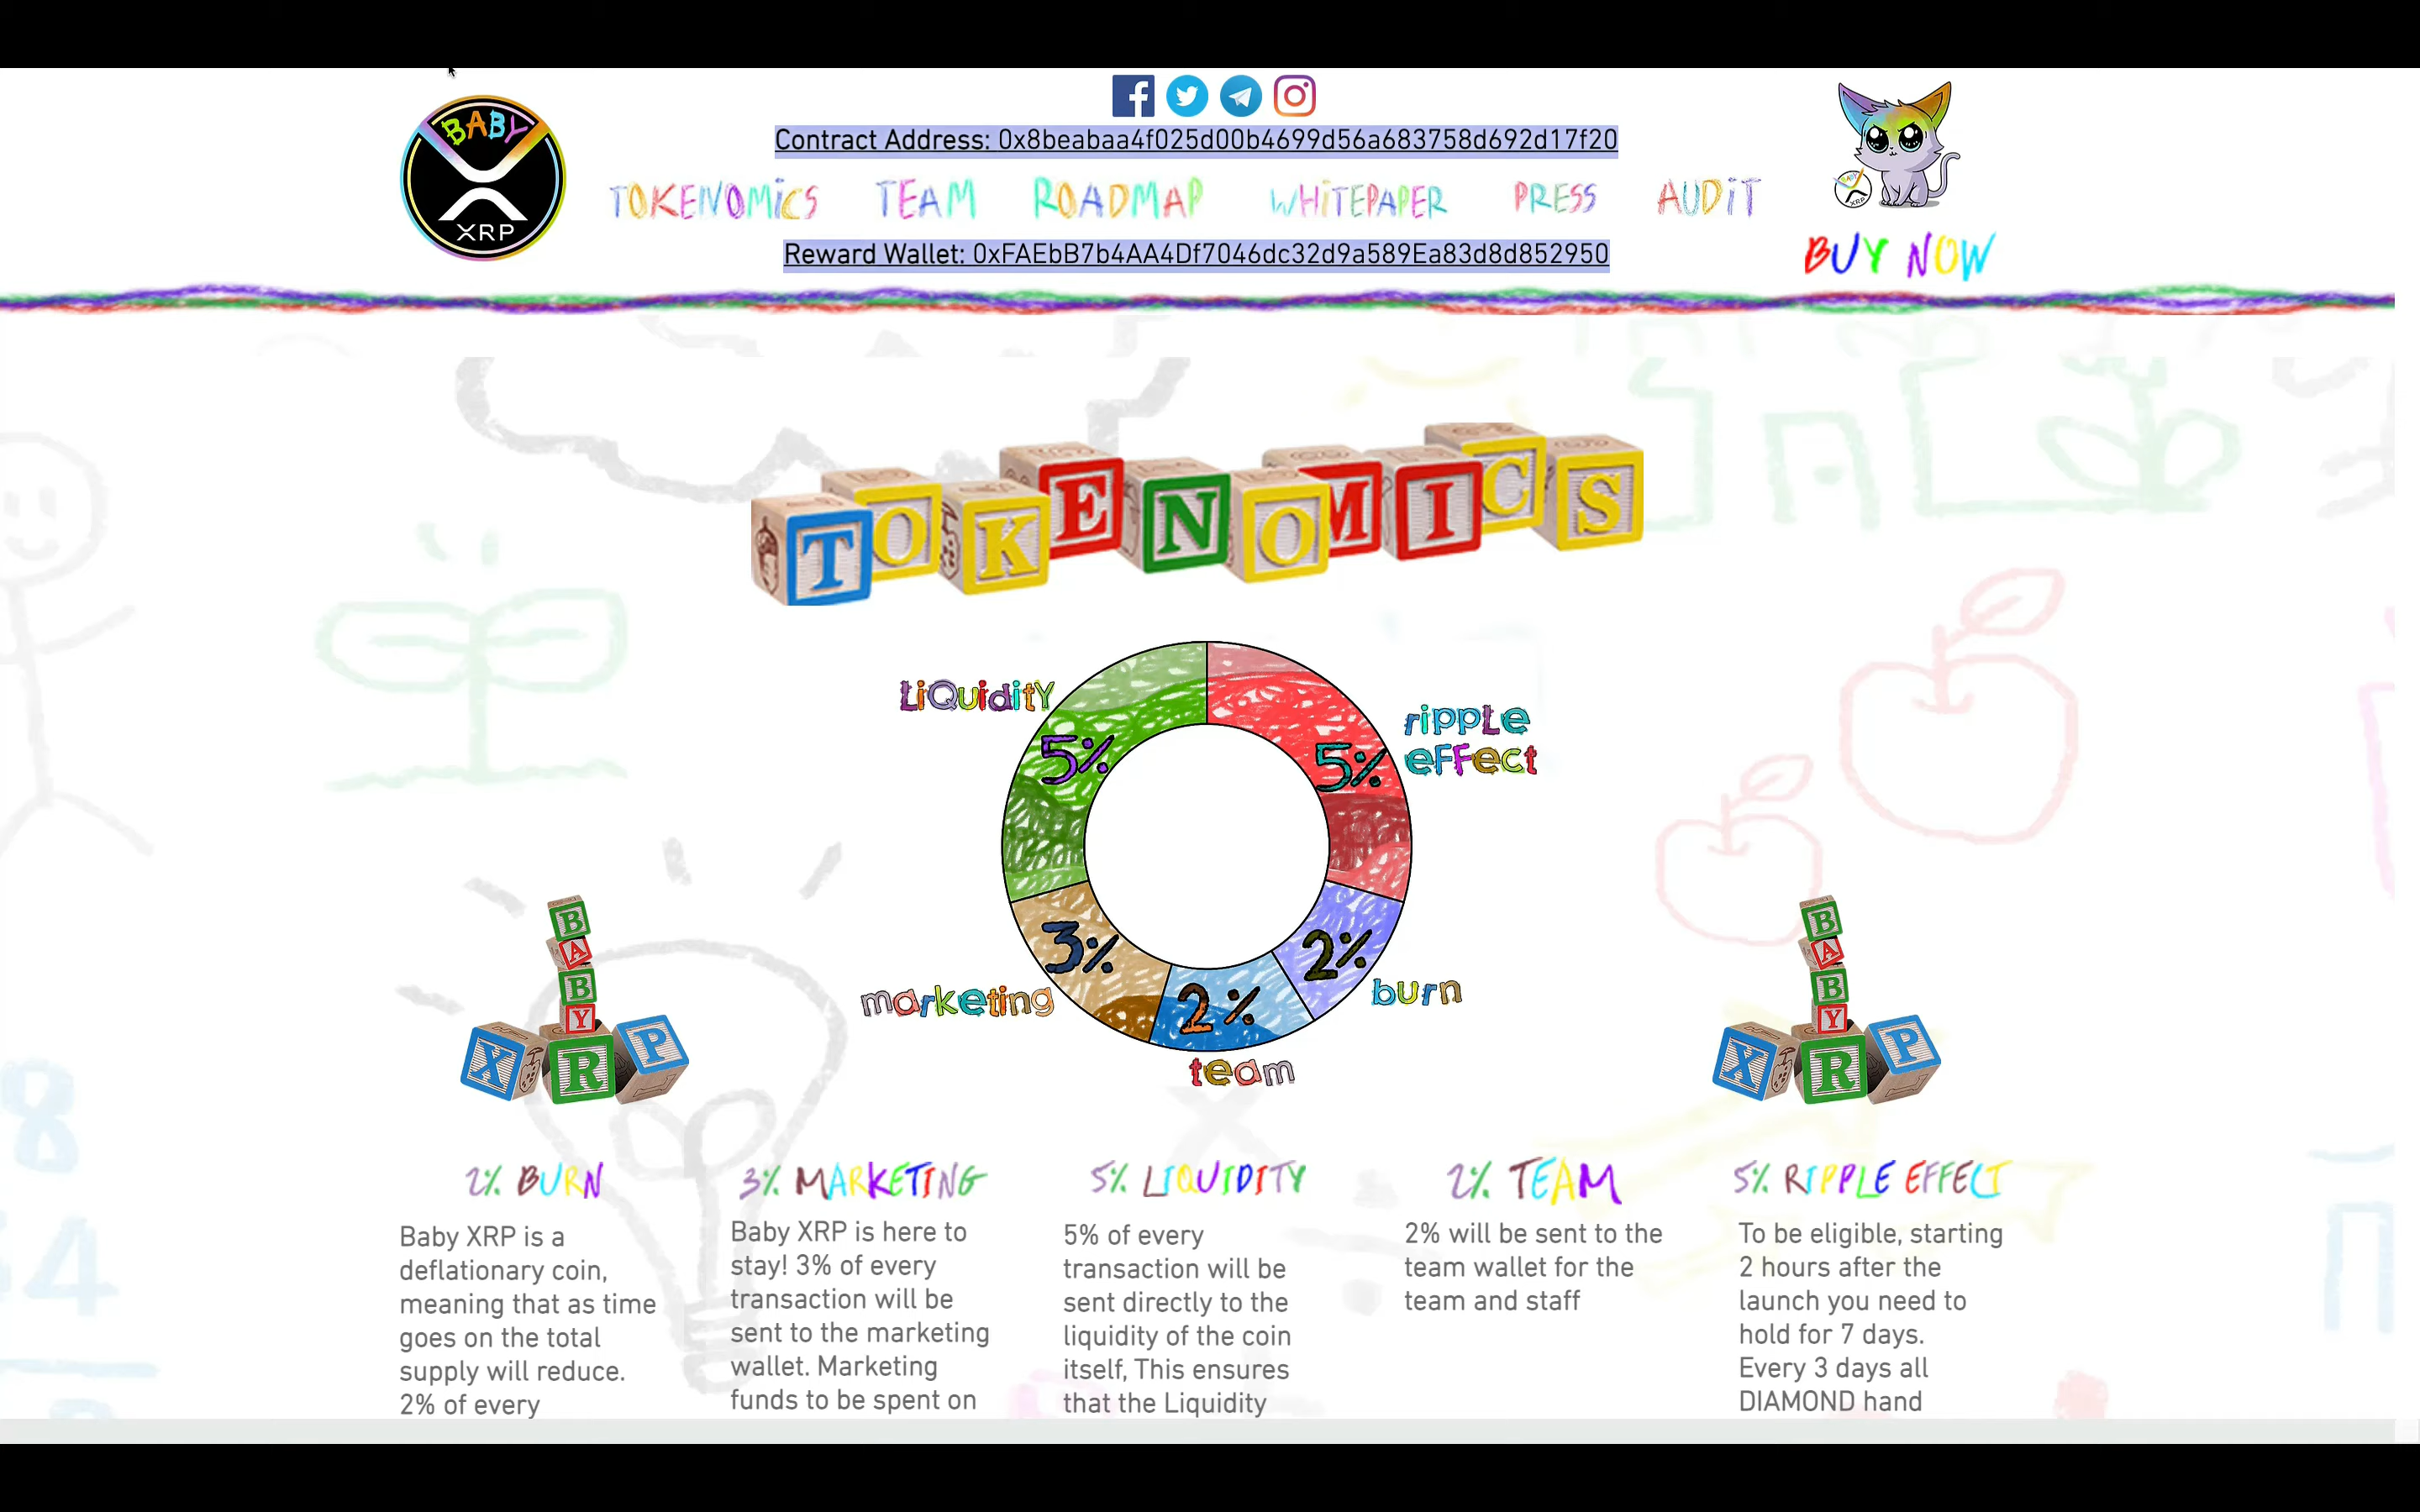 BABY
XRP
Contract Address: 0x8beabaa4f025d00b4699d56a683758d692d17f20
TOKENOMICS TEAM ROADMAP WHITEPAPER PRESS AUDIT
Reward Wallet: 0xFAEbB7b4AA4Df7046dc32d9a589Ea83d8d852950
BABY
XRP
BUY NOW
TOKENOMICS
LiQuiditY
5%
rippLe
eFFect
5%
3%
marketing
2%
team
2%
burn
BABY
XRP
BABY
XRP
2% BURN
Baby XRP is a
deflationary coin,
meaning that as time
goes on the total
supply will reduce.
2% of every
3% MARKETING
Baby XRP is here to
stay! 3% of every
transaction will be
sent to the marketing
wallet. Marketing
funds to be spent on
5% LIQUIDITY
5% of every
transaction will be
sent directly to the
liquidity of the coin
itself, This ensures
that the Liquidity
2% TEAM
2% will be sent to the
team wallet for the
team and staff
5% RIPPLE EFFECT
To be eligible, starting
2 hours after the
launch you need to
hold for 7 days.
Every 3 days all
DIAMOND hand